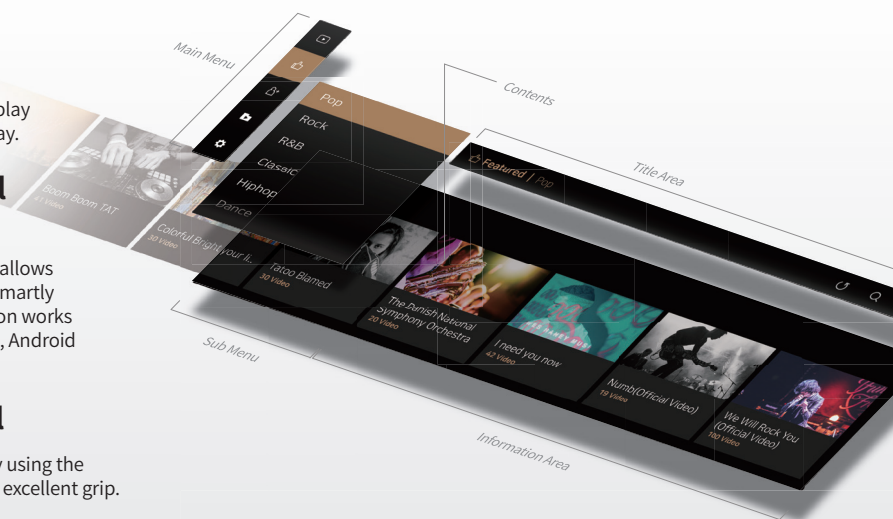 Main Menu
Contents
Title Area
play
ay.
Pop
Rock
R&B
Classic
Hiphop
Dance
Featured | Pop
Boom Boom TAT
41 Video
Colorful Bright your li..
30 Video
Tatoo Blamed
30 Video
The Danish National
Symphony Orchestra
20 Video
I need you now
42 Video
Numb(Official Video)
19 Video
We Will Rock You
(Official Video)
100 Video
allows
martly
on works
, Android
Sub Menu
Information Area
l
y using the
excellent grip.